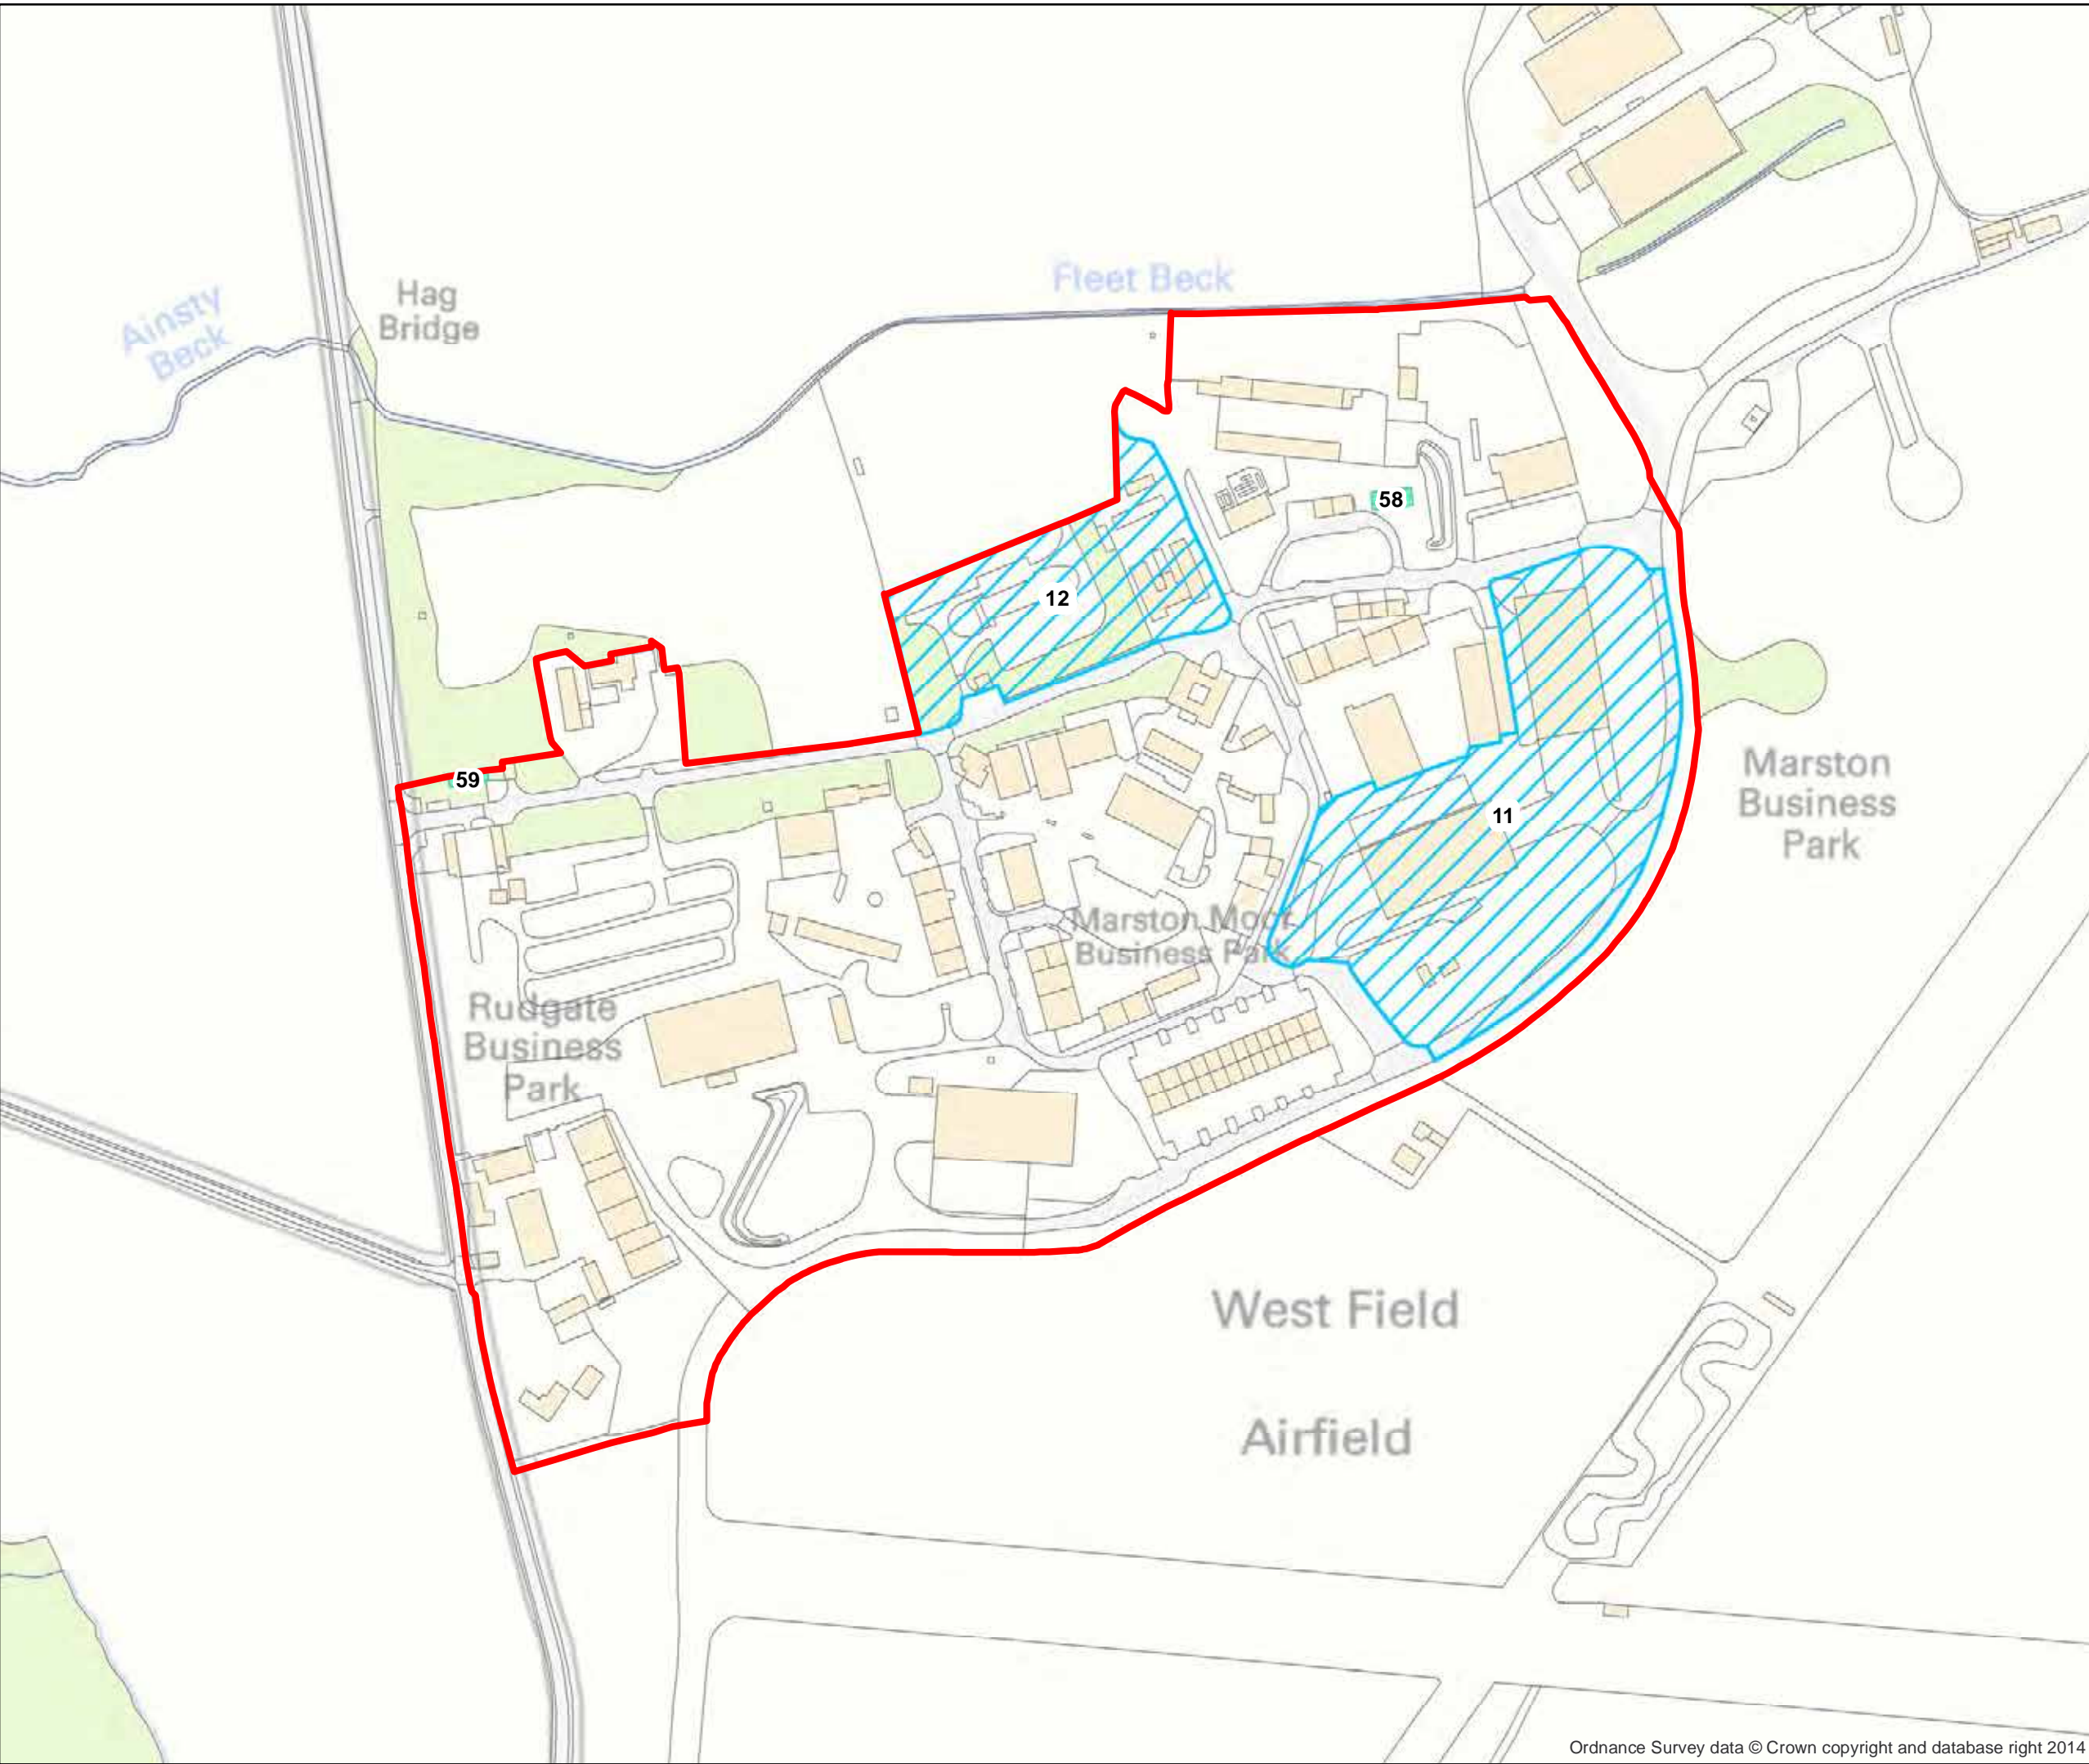 Fleet Beck
Hag
Bridge
Ainsty
Beck
58
12
59
Marston
Business
Park
11
Marston Moor
Business Park
Rudgate
Business
Park
West Field
Airfield
Ordnance Survey data © Crown copyright and database right 2014